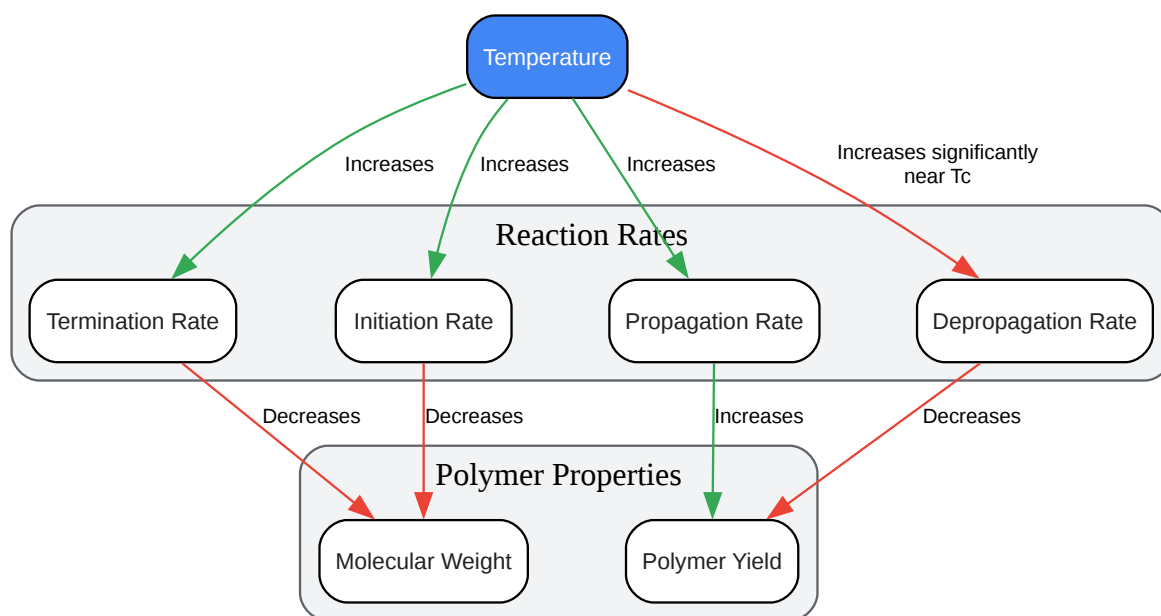 Temperature
Increases
Increases
Increases
Increases significantly
near Tc
Reaction Rates
Termination Rate
Initiation Rate
Propagation Rate
Depropagation Rate
Decreases
Decreases
Increases
Decreases
Polymer Properties
Molecular Weight
Polymer Yield